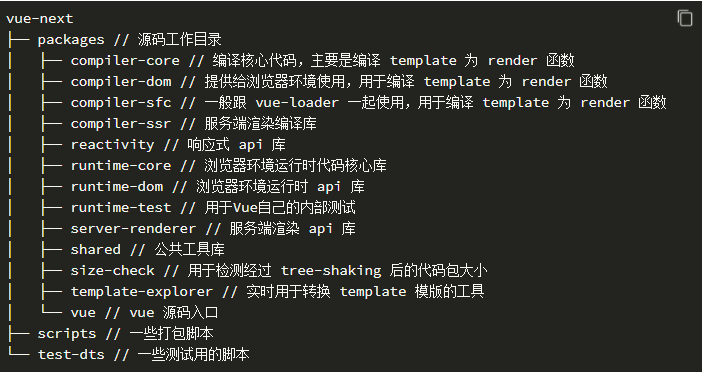 vue-next
├── packages // 源码工作目录
│   ├── compiler-core // 编译核心代码，主要是编译 template 为 render 函数
│   ├── compiler-dom // 提供给浏览器环境使用，用于编译 template 为 render 函数
│   ├── compiler-sfc // 一般跟 vue-loader 一起使用，用于编译 template 为 render 函数
│   ├── compiler-ssr // 服务端渲染编译库
│   ├── reactivity // 响应式 api 库
│   ├── runtime-core // 浏览器环境运行时代码核心库
│   ├── runtime-dom // 浏览器环境运行时 api 库
│   ├── runtime-test // 用于Vue自己的内部测试
│   ├── server-renderer // 服务端渲染 api 库
│   ├── shared // 公共工具库
│   ├── size-check // 用于检测经过 tree-shaking 后的代码包大小
│   ├── template-explorer // 实时用于转换 template 模版的工具
│   └── vue // vue 源码入口
├── scripts // 一些打包脚本
└── test-dts // 一些测试用的脚本